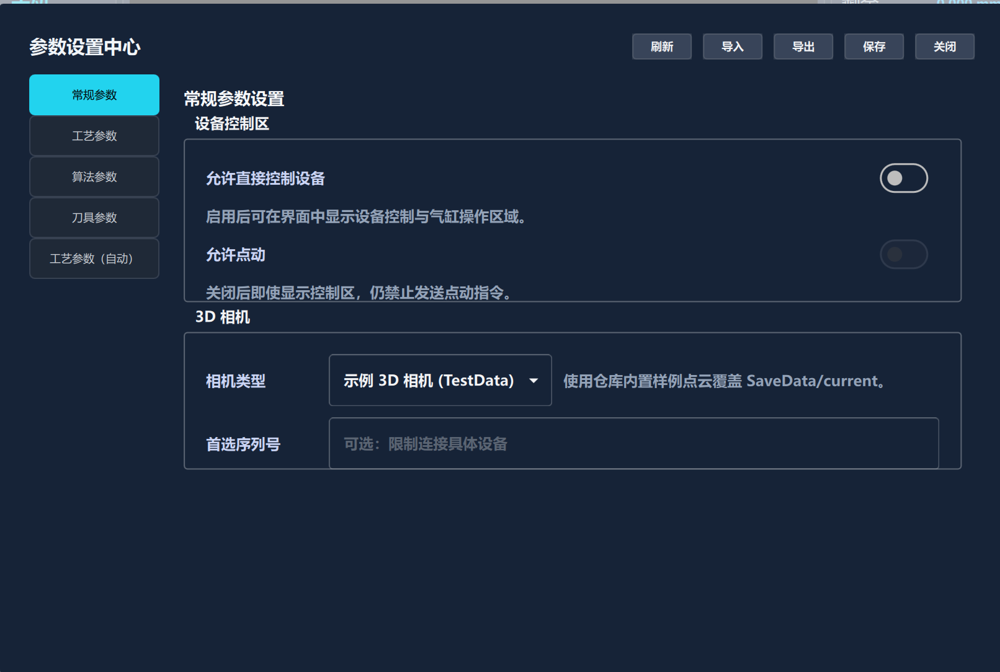 参数设置中心
刷新 导入 导出 保存 关闭
常规参数
工艺参数
算法参数
刀具参数
工艺参数（自动）
常规参数设置
设备控制区
允许直接控制设备
启用后可在界面中显示设备控制与气缸操作区域。
允许点动
关闭后即使显示控制区，仍禁止发送点动指令。
3D 相机
相机类型
示例 3D 相机 (TestData)
使用仓库内置样例点云覆盖 SaveData/current。
首选序列号
可选：限制连接具体设备